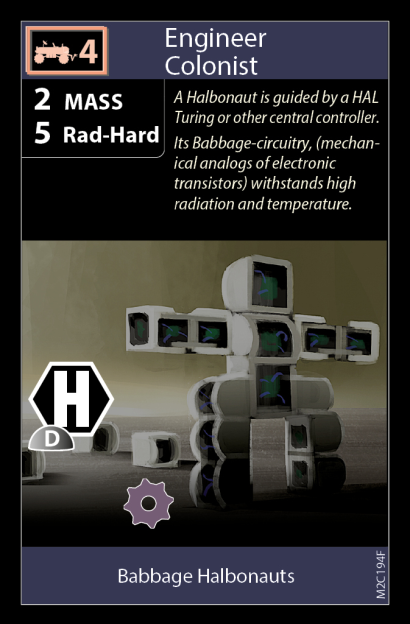 v4
Engineer
Colonist
2 MASS
5 Rad-Hard
A Halbonaut is guided by a HAL
Turing or other central controller.
Its Babbage-circuitry, (mechan-
ical analogs of electronic
transistors) withstands high
radiation and temperature.
H
D
Babbage Halbonauts
M2C194F